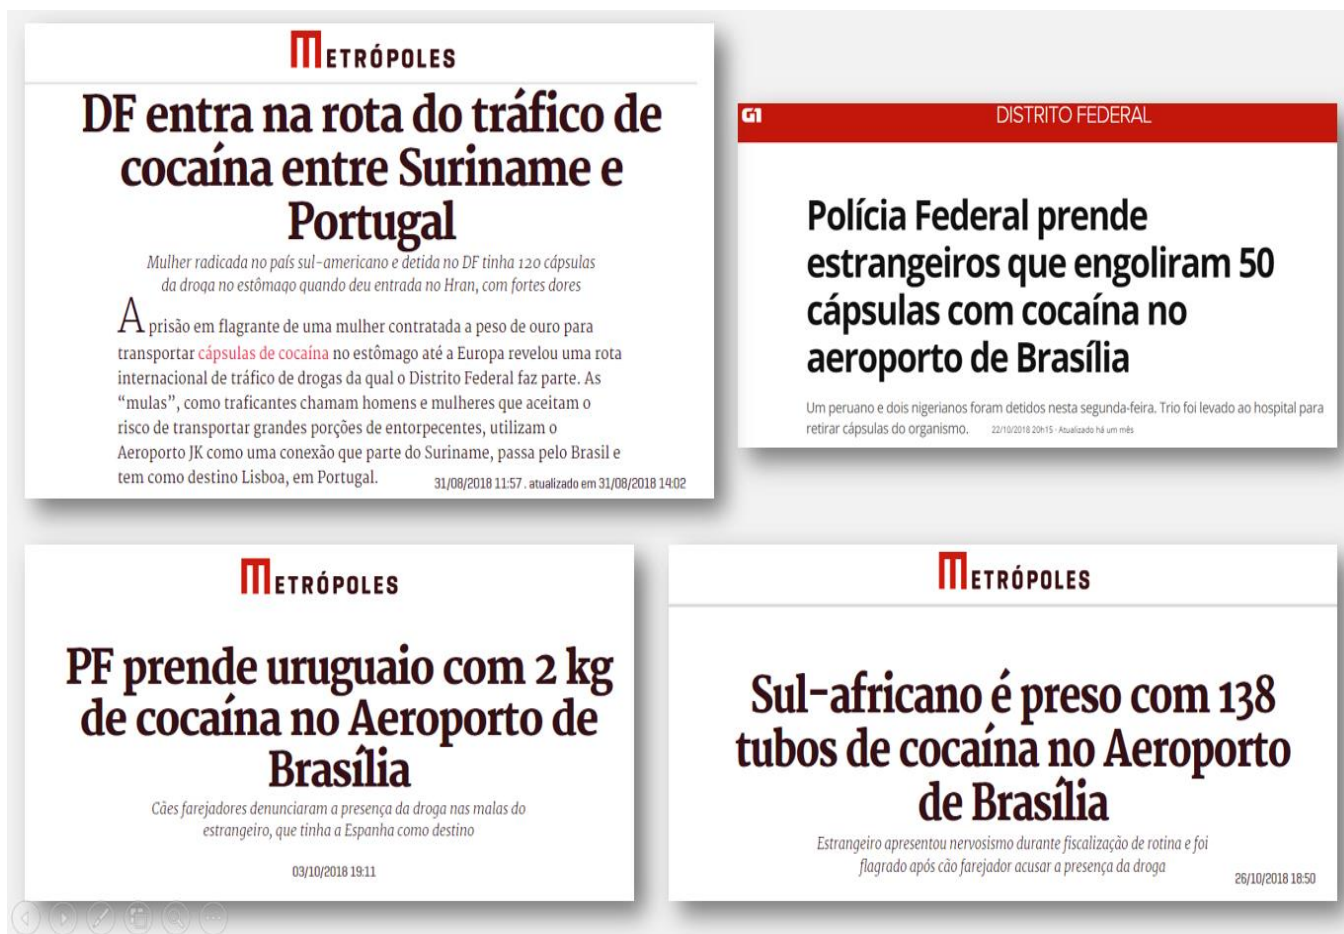 METRÓPOLES
DF entra na rota do tráfico de
cocaína entre Suriname e
Portugal
Mulher radicada no país sul-americano e detida no DF tinha 120 cápsulas
da droga no estômago quando deu entrada no Hran, com fortes dores
A prisão em flagrante de uma mulher contratada a peso de ouro para
transportar cápsulas de cocaína no estômago até a Europa revelou uma rota
internacional de tráfico de drogas da qual o Distrito Federal faz parte. As
“mulas”, como traficantes chamam homens e mulheres que aceitam o
risco de transportar grandes porções de entorpecentes, utilizam o
Aeroporto JK como uma conexão que parte do Suriname, passa pelo Brasil e
tem como destino Lisboa, em Portugal.
31/08/2018 11:57 . atualizado em 31/08/2018 14:02
G1
DISTRITO FEDERAL
Polícia Federal prende
estrangeiros que engoliram 50
cápsulas com cocaína no
aeroporto de Brasília
Um peruano e dois nigerianos foram detidos nesta segunda-feira. Trio foi levado ao hospital para
retirar cápsulas do organismo.
22/10/2018 20h15 - Atualizado há um mês
METRÓPOLES
PF prende uruguaio com 2 kg
de cocaína no Aeroporto de
Brasília
Cães farejadores denunciaram a presença da droga nas malas do
estrangeiro, que tinha a Espanha como destino
03/10/2018 19:11
METRÓPOLES
Sul-africano é preso com 138
tubos de cocaína no Aeroporto
de Brasília
Estrangeiro apresentou nervosismo durante fiscalização de rotina e foi
flagrado após cão farejador acusar a presença da droga
26/10/2018 18:50